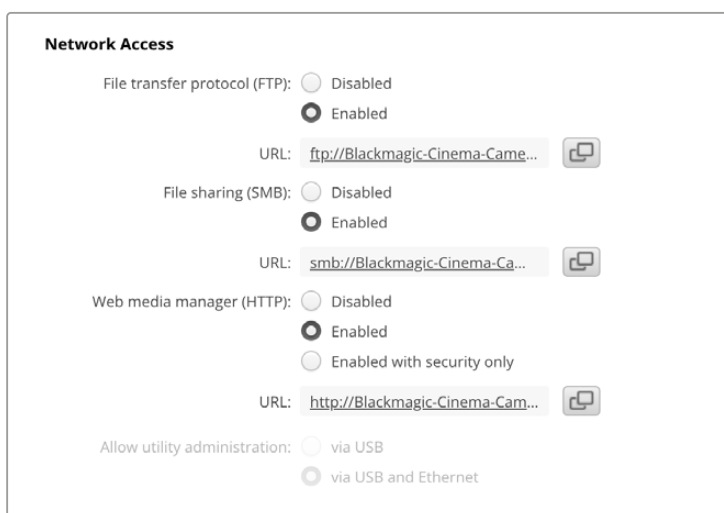 Network Access
File transfer protocol (FTP): Disabled
Enabled
URL: ftp://Blackmagic-Cinema-Came...
File sharing (SMB): Disabled
Enabled
URL: smb://Blackmagic-Cinema-Ca...
Web media manager (HTTP): Disabled
Enabled
Enabled with security only
URL: http://Blackmagic-Cinema-Cam...
Allow utility administration: via USB
via USB and Ethernet